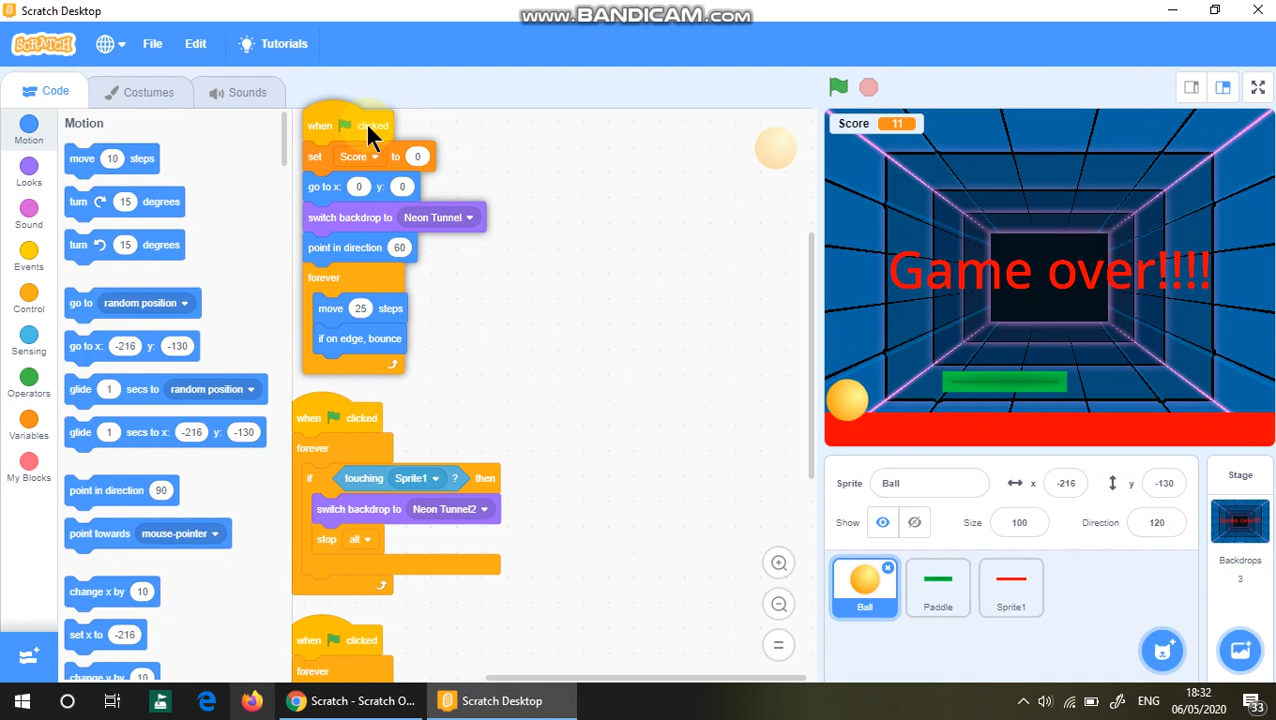 www.BANDICAM.com
Scratch Desktop
SCRATCH File Edit Tutorials
Code Costumes Sounds
Motion
Looks
Sound
Events
Control
Sensing
Operators
Variables
My Blocks
Motion
move 10 steps
turn 15 degrees
turn 15 degrees
go to random position
go to x: -216 y: -130
glide 1 secs to random position
glide 1 secs to x: -216 y: -130
point in direction 90
point towards mouse-pointer
change x by 10
set x to -216
change y by 10
when clicked
set Score to 0
go to x: 0 y: 0
switch backdrop to Neon Tunnel
point in direction 60
forever
move 25 steps
if on edge, bounce
when clicked
forever
if touching Sprite1 ? then
switch backdrop to Neon Tunnel2
stop all
when clicked
forever
Score 11
Game over!!!!
Sprite Ball x -216 y -130
Show Size 100 Direction 120
Ball Paddle Sprite1
Stage
Game over!!!!
Backdrops
3
Scratch - Scratch O...
Scratch Desktop
ENG
18:32
06/05/2020
33